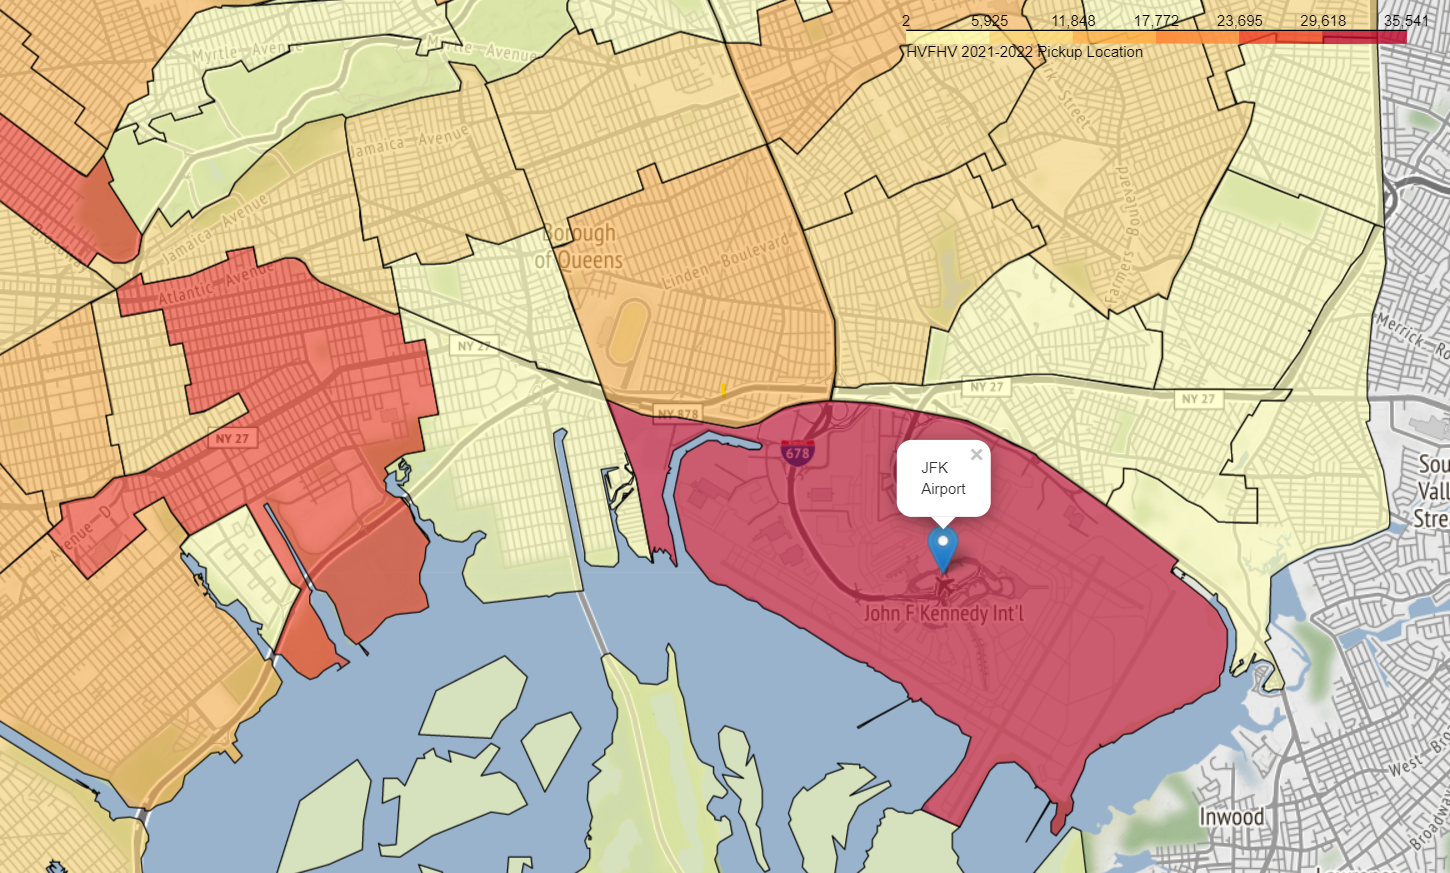 2 5,925 11,848 17,772 23,695 29,618 35,541
HVFHV 2021-2022 Pickup Location
Myrtle Avenue
Myrtle Avenue
Jamaica Avenue
Street
Boulevard
Jamaica Avenue
Borough
of Queens
Linden Boulevard
Farmers Bou
Atlantic Avenue
NY 27
Merrick Ro
NY 27
NY 27
NY 878
NY 27
678
JFK
Airport
×
Sou
Vall
Stre
Avenue D
John F Kennedy Int'l
West Bro
Inwood
Broadwa